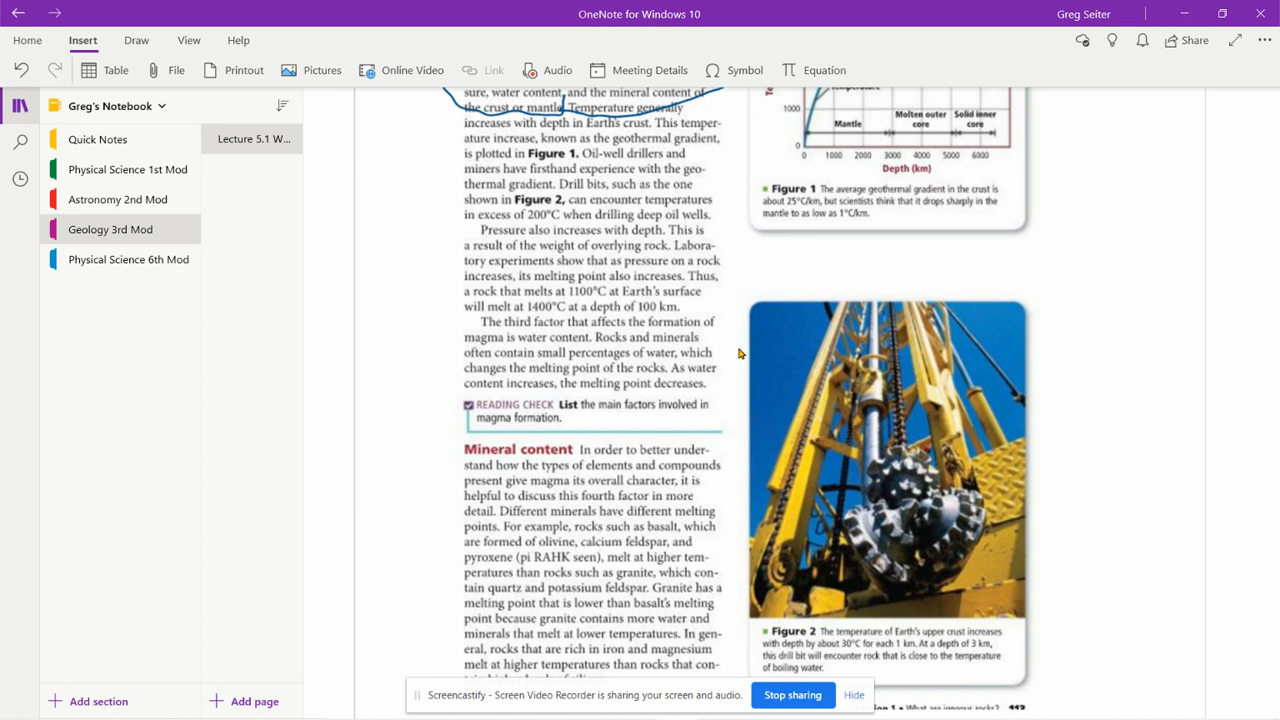 OneNote for Windows 10
Greg Seiter
Home Insert Draw View Help
Share
Table File Printout Pictures Online Video Link Audio Meeting Details Symbol Equation
Greg's Notebook
Quick Notes
Physical Science 1st Mod
Astronomy 2nd Mod
Geology 3rd Mod
Physical Science 6th Mod
Lecture 5.1 W...
Add section
Add page
sure, water content, and the mineral content of
the crust or mantle. Temperature generally
increases with depth in Earth's crust. This temper-
ature increase, known as the geothermal gradient,
is plotted in Figure 1. Oil-well drillers and
miners have firsthand experience with the geo-
thermal gradient. Drill bits, such as the one
shown in Figure 2, can encounter temperatures
in excess of 200°C when drilling deep oil wells.
Pressure also increases with depth. This is
a result of the weight of overlying rock. Labora-
tory experiments show that as pressure on a rock
increases, its melting point also increases. Thus,
a rock that melts at 1100°C at Earth's surface
will melt at 1400°C at a depth of 100 km.
The third factor that affects the formation of
magma is water content. Rocks and minerals
often contain small percentages of water, which
changes the melting point of the rocks. As water
content increases, the melting point decreases.
READING CHECK List the main factors involved in
magma formation.
Mineral content In order to better under-
stand how the types of elements and compounds
present give magma its overall character, it is
helpful to discuss this fourth factor in more
detail. Different minerals have different melting
points. For example, rocks such as basalt, which
are formed of olivine, calcium feldspar, and
pyroxene (pi RAHK seen), melt at higher tem-
peratures than rocks such as granite, which con-
tain quartz and potassium feldspar. Granite has a
melting point that is lower than basalt's melting
point because granite contains more water and
minerals that melt at lower temperatures. In gen-
eral, rocks that are rich in iron and magnesium
melt at higher temperatures than rocks that con-
temperature
1000
Mantle
Molten outer
core
Solid inner
core
0
0 1000 2000 3000 4000 5000 6000
Depth (km)
Figure 1 The average geothermal gradient in the crust is
about 25°C/km, but scientists think that it drops sharply in the
mantle to as low as 1°C/km.
Figure 2 The temperature of Earth's upper crust increases
with depth by about 30°C for each 1 km. At a depth of 3 km,
this drill bit will encounter rock that is close to the temperature
of boiling water.
1 • What are igneous rocks? 113
Screencastify - Screen Video Recorder is sharing your screen and audio.
Stop sharing
Hide